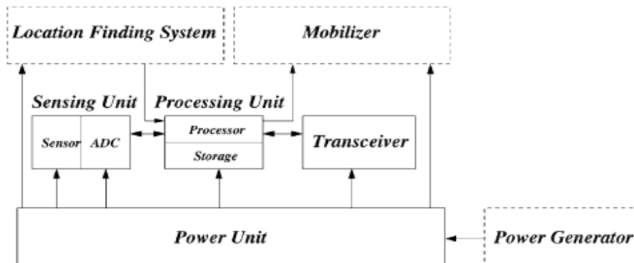 Location Finding System
Mobilizer
Sensing Unit
Processing Unit
Sensor
ADC
Processor
Storage
Transceiver
Power Unit
Power Generator